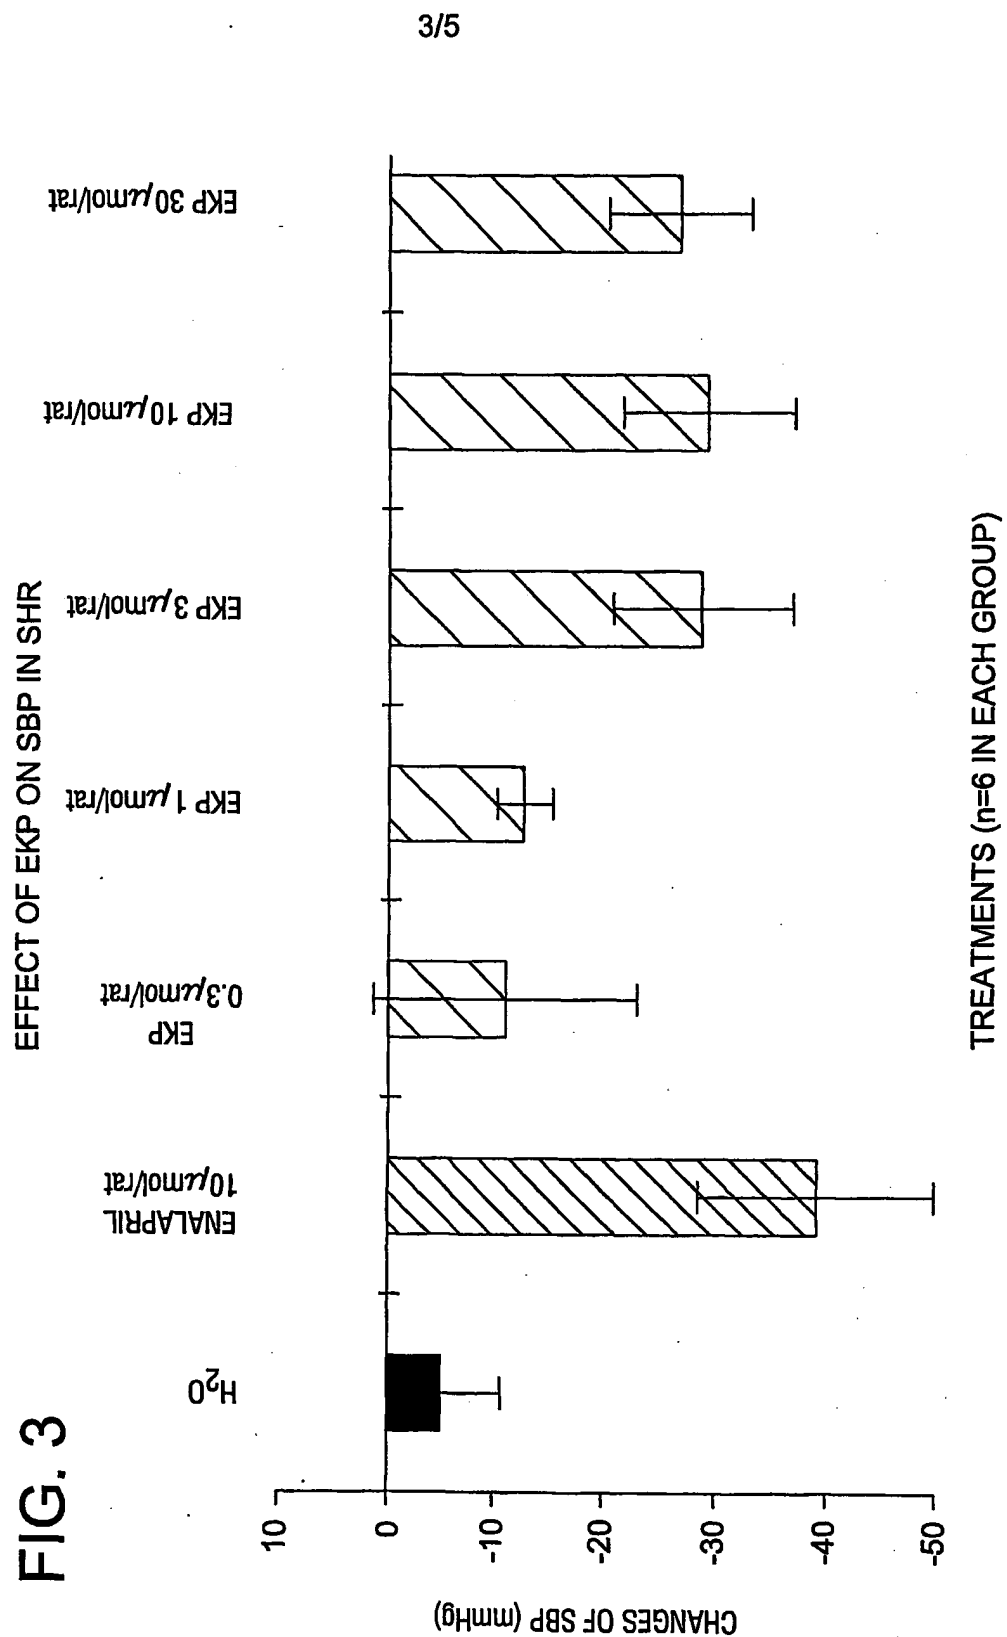 3/5
FIG. 3
EFFECT OF EKP ON SBP IN SHR
H₂O
ENALAPRIL
10µmol/rat
EKP
0.3µmol/rat
EKP 1µmol/rat
EKP 3µmol/rat
EKP 10µmol/rat
EKP 30µmol/rat
CHANGES OF SBP (mmHg)
10
0
-10
-20
-30
-40
-50
TREATMENTS (n=6 IN EACH GROUP)